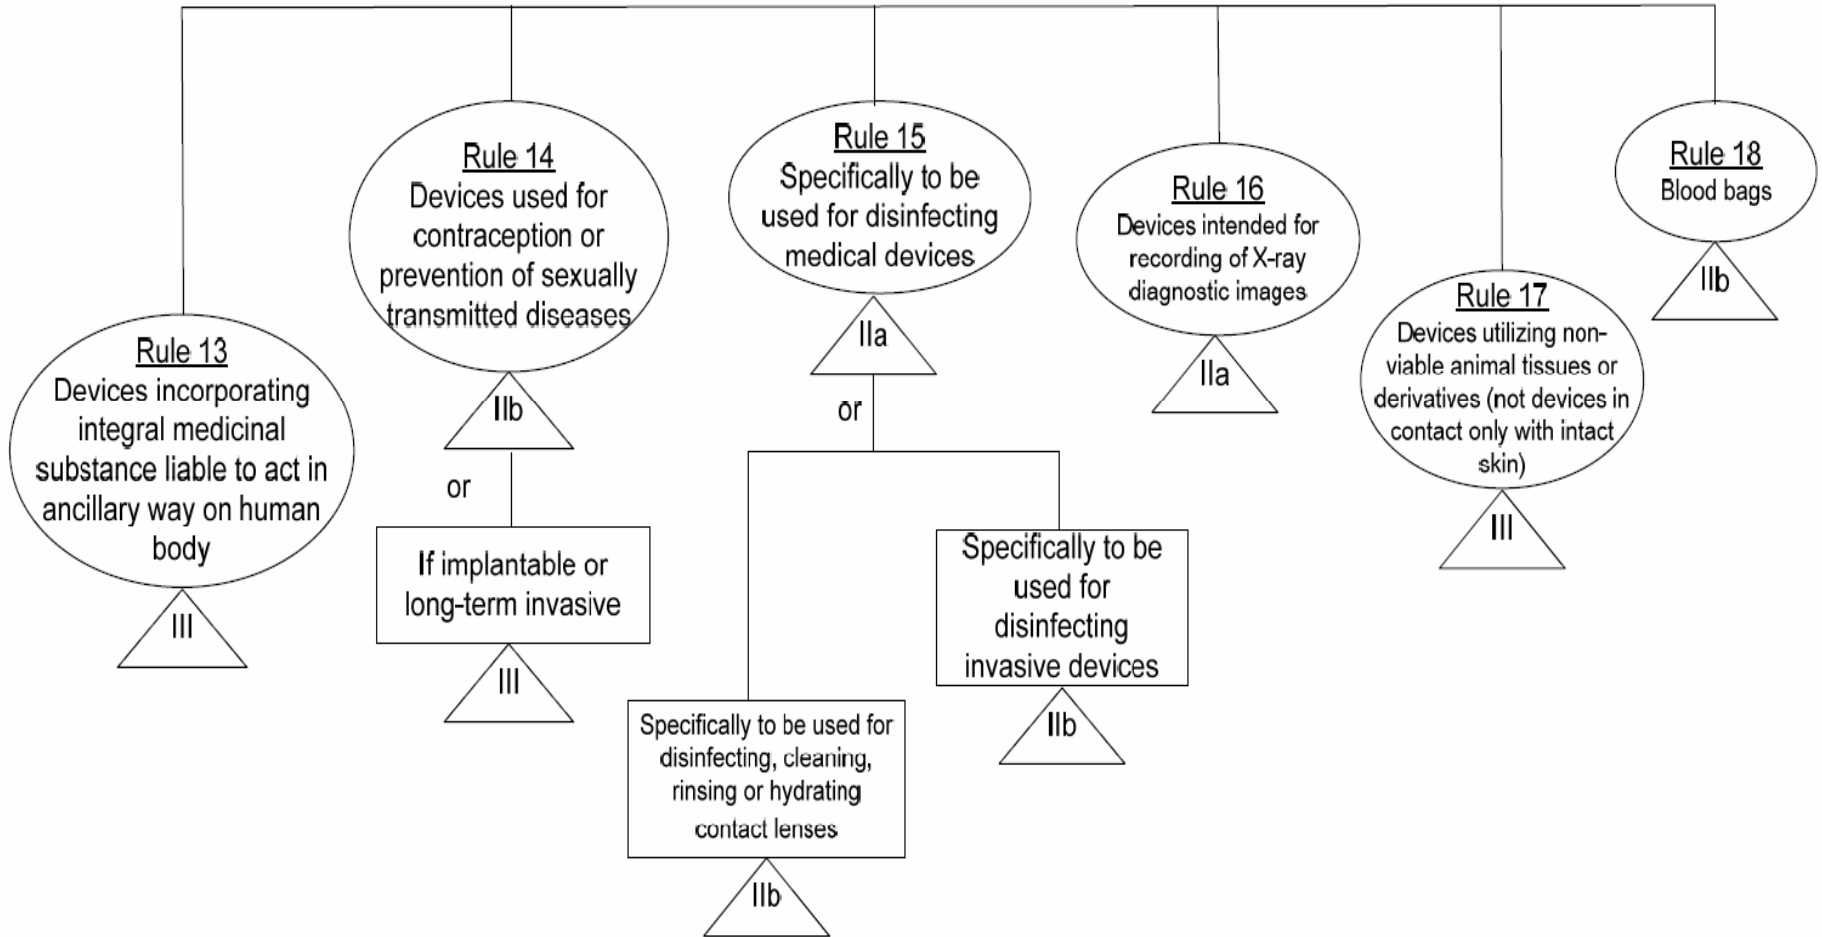 Rule 13
Devices incorporating
integral medicinal
substance liable to act in
ancillary way on human
body
III
Rule 14
Devices used for
contraception or
prevention of sexually
transmitted diseases
IIb
or
If implantable or
long-term invasive
III
Rule 15
Specifically to be
used for disinfecting
medical devices
IIa
or
Specifically to be used for
disinfecting, cleaning,
rinsing or hydrating
contact lenses
IIb
Specifically to be
used for
disinfecting
invasive devices
IIb
Rule 16
Devices intended for
recording of X-ray
diagnostic images
IIa
Rule 17
Devices utilizing non-
viable animal tissues or
derivatives (not devices in
contact only with intact
skin)
III
Rule 18
Blood bags
IIb